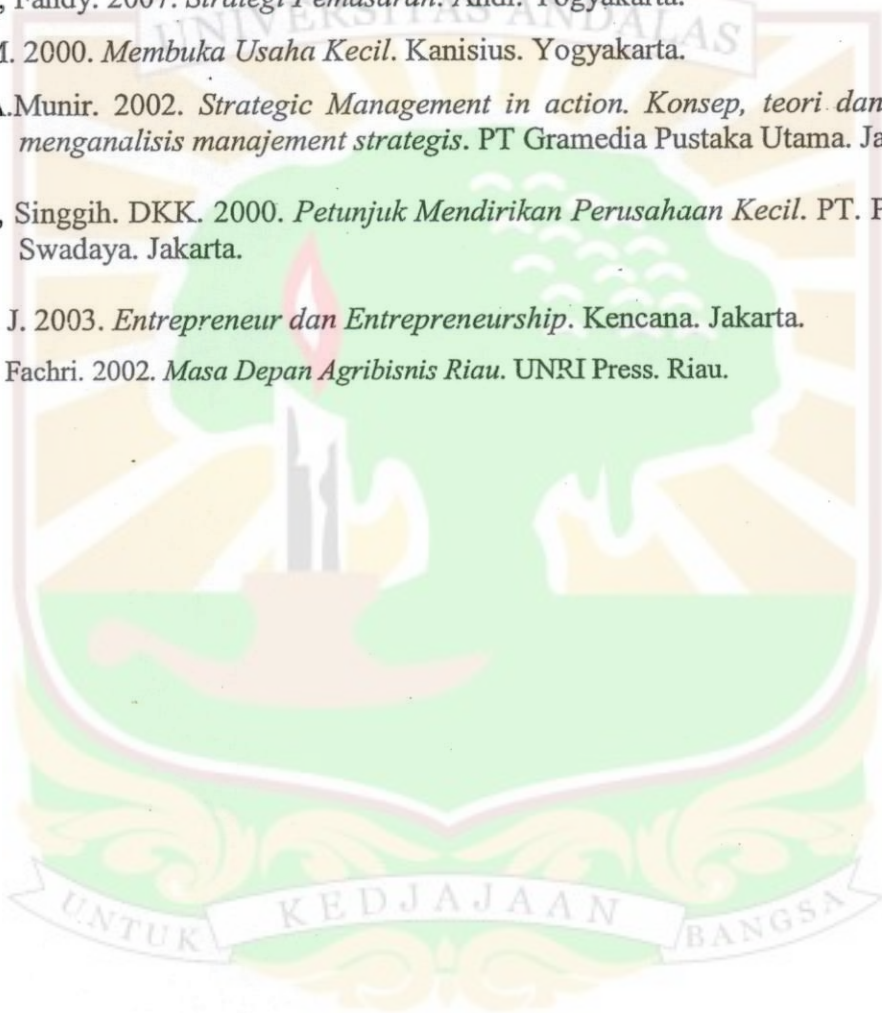 , Fandy. 2001. Strategi Pemasaran. Andi. Yogyakarta.
UNIVERSITAS ANDALAS
M. 2000. Membuka Usaha Kecil. Kanisius. Yogyakarta.
A.Munir. 2002. Strategic Management in action. Konsep, teori dan
menganalisis manajement strategis. PT Gramedia Pustaka Utama. Ja
, Singgih. DKK. 2000. Petunjuk Mendirikan Perusahaan Kecil. PT. P
Swadaya. Jakarta.
J. 2003. Entrepreneur dan Entrepreneurship. Kencana. Jakarta.
Fachri. 2002. Masa Depan Agribisnis Riau. UNRI Press. Riau.
UNTUK KEDJAJAAN BANGSA